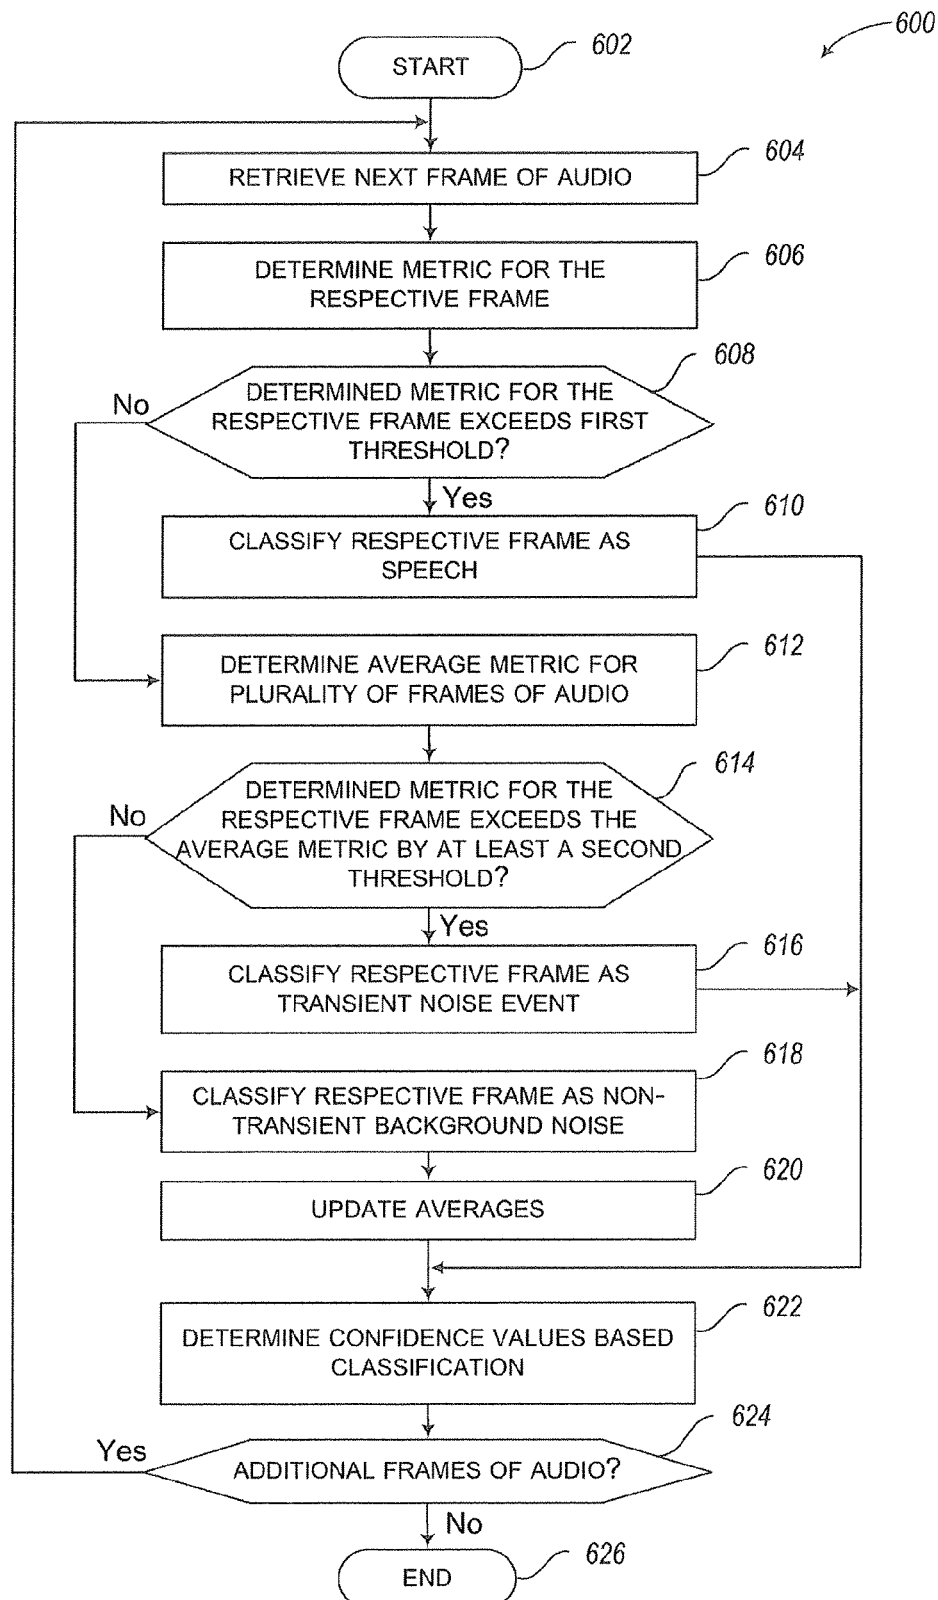 600
START
602
RETRIEVE NEXT FRAME OF AUDIO
604
DETERMINE METRIC FOR THE
RESPECTIVE FRAME
606
DETERMINED METRIC FOR THE
RESPECTIVE FRAME EXCEEDS FIRST
THRESHOLD?
608
No
Yes
CLASSIFY RESPECTIVE FRAME AS
SPEECH
610
DETERMINE AVERAGE METRIC FOR
PLURALITY OF FRAMES OF AUDIO
612
DETERMINED METRIC FOR THE
RESPECTIVE FRAME EXCEEDS THE
AVERAGE METRIC BY AT LEAST A SECOND
THRESHOLD?
614
No
Yes
CLASSIFY RESPECTIVE FRAME AS
TRANSIENT NOISE EVENT
616
CLASSIFY RESPECTIVE FRAME AS NON-
TRANSIENT BACKGROUND NOISE
618
UPDATE AVERAGES
620
DETERMINE CONFIDENCE VALUES BASED
CLASSIFICATION
622
ADDITIONAL FRAMES OF AUDIO?
624
Yes
No
END
626